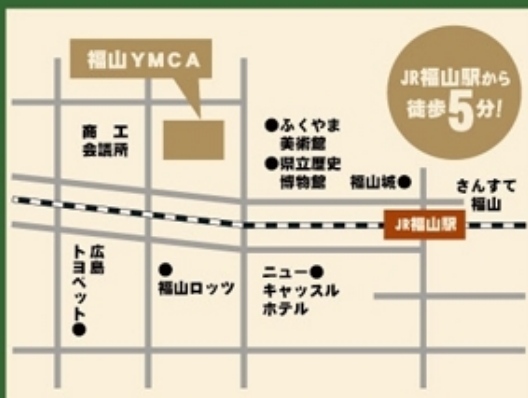 福山YMCA
JR福山駅から
徒歩5分!
商工
会議所
●ふくやま
美術館
●県立歴史
博物館
福山城●
さんすて
福山
JR福山駅
広島
トヨペット●
●
福山ロッツ
ニュー●
キャッスル
ホテル